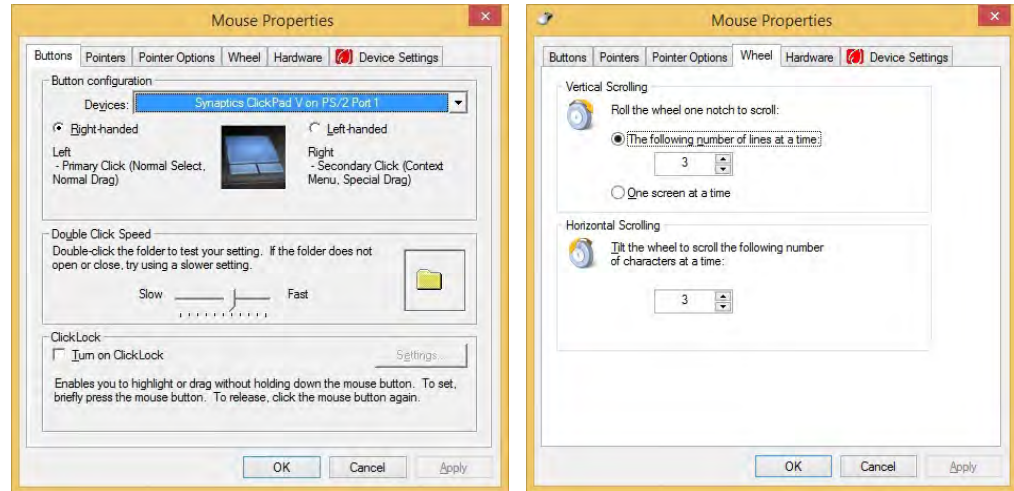 Mouse Properties
Buttons Pointers Pointer Options Wheel Hardware Device Settings
Button configuration
Devices: Synaptics ClickPad V on PS/2 Port 1
Right-handed
Left-handed
Left
- Primary Click (Normal Select,
Normal Drag)
Right
- Secondary Click (Context
Menu, Special Drag)
Double Click Speed
Double-click the folder to test your setting. If the folder does not
open or close, try using a slower setting.
Slow Fast
ClickLock
Turn on ClickLock
Settings...
Enables you to highlight or drag without holding down the mouse button. To set,
briefly press the mouse button. To release, click the mouse button again.
OK Cancel Apply
Mouse Properties
Buttons Pointers Pointer Options Wheel Hardware Device Settings
Vertical Scrolling
Roll the wheel one notch to scroll:
The following number of lines at a time:
3
One screen at a time
Horizontal Scrolling
Tilt the wheel to scroll the following number
of characters at a time:
3
OK Cancel Apply